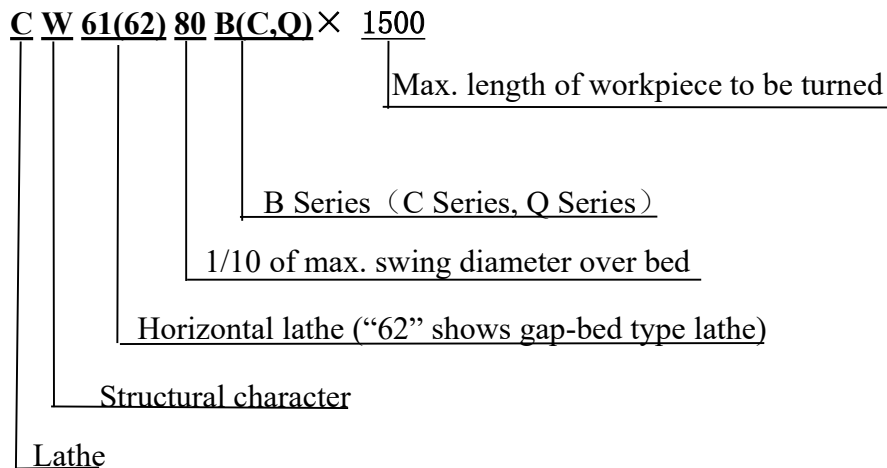 C W 61(62) 80 B(C,Q)× 1500
Max. length of workpiece to be turned
B Series（C Series, Q Series）
1/10 of max. swing diameter over bed
Horizontal lathe (“62” shows gap-bed type lathe)
Structural character
Lathe